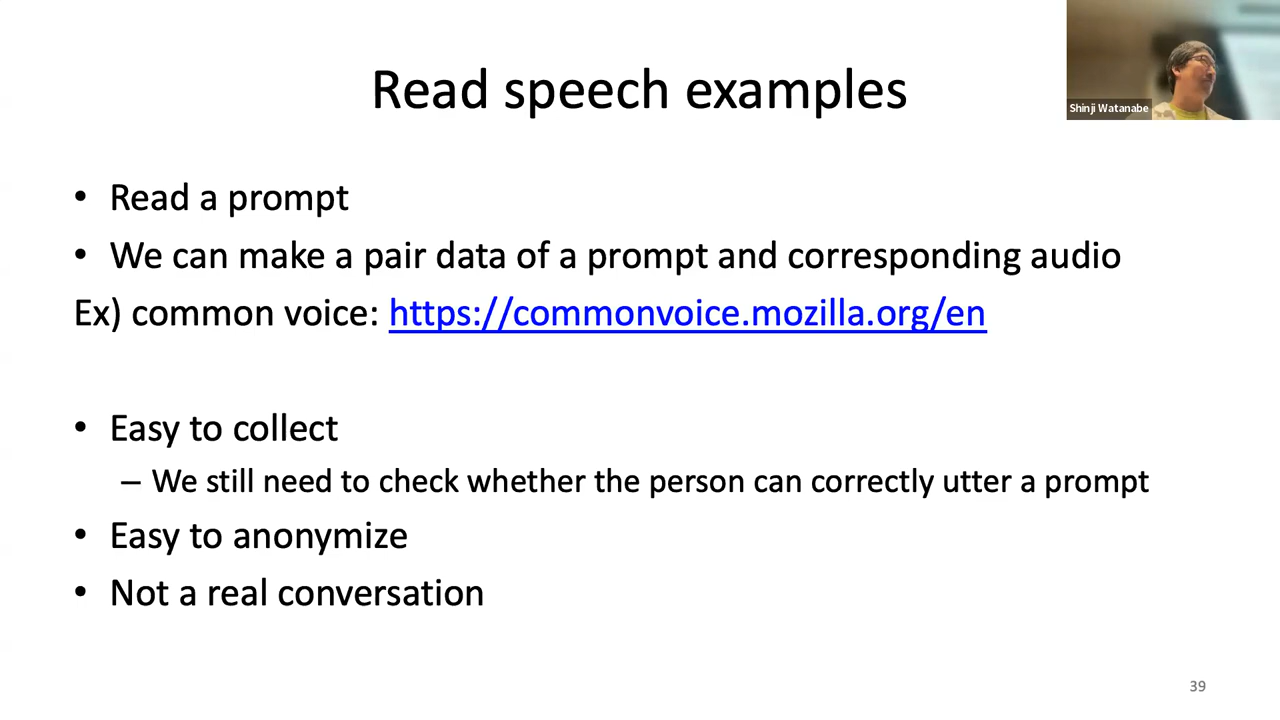 Read speech examples
Shinji Watanabe
• Read a prompt
• We can make a pair data of a prompt and corresponding audio
Ex) common voice: https://commonvoice.mozilla.org/en
• Easy to collect
– We still need to check whether the person can correctly utter a prompt
• Easy to anonymize
• Not a real conversation
39